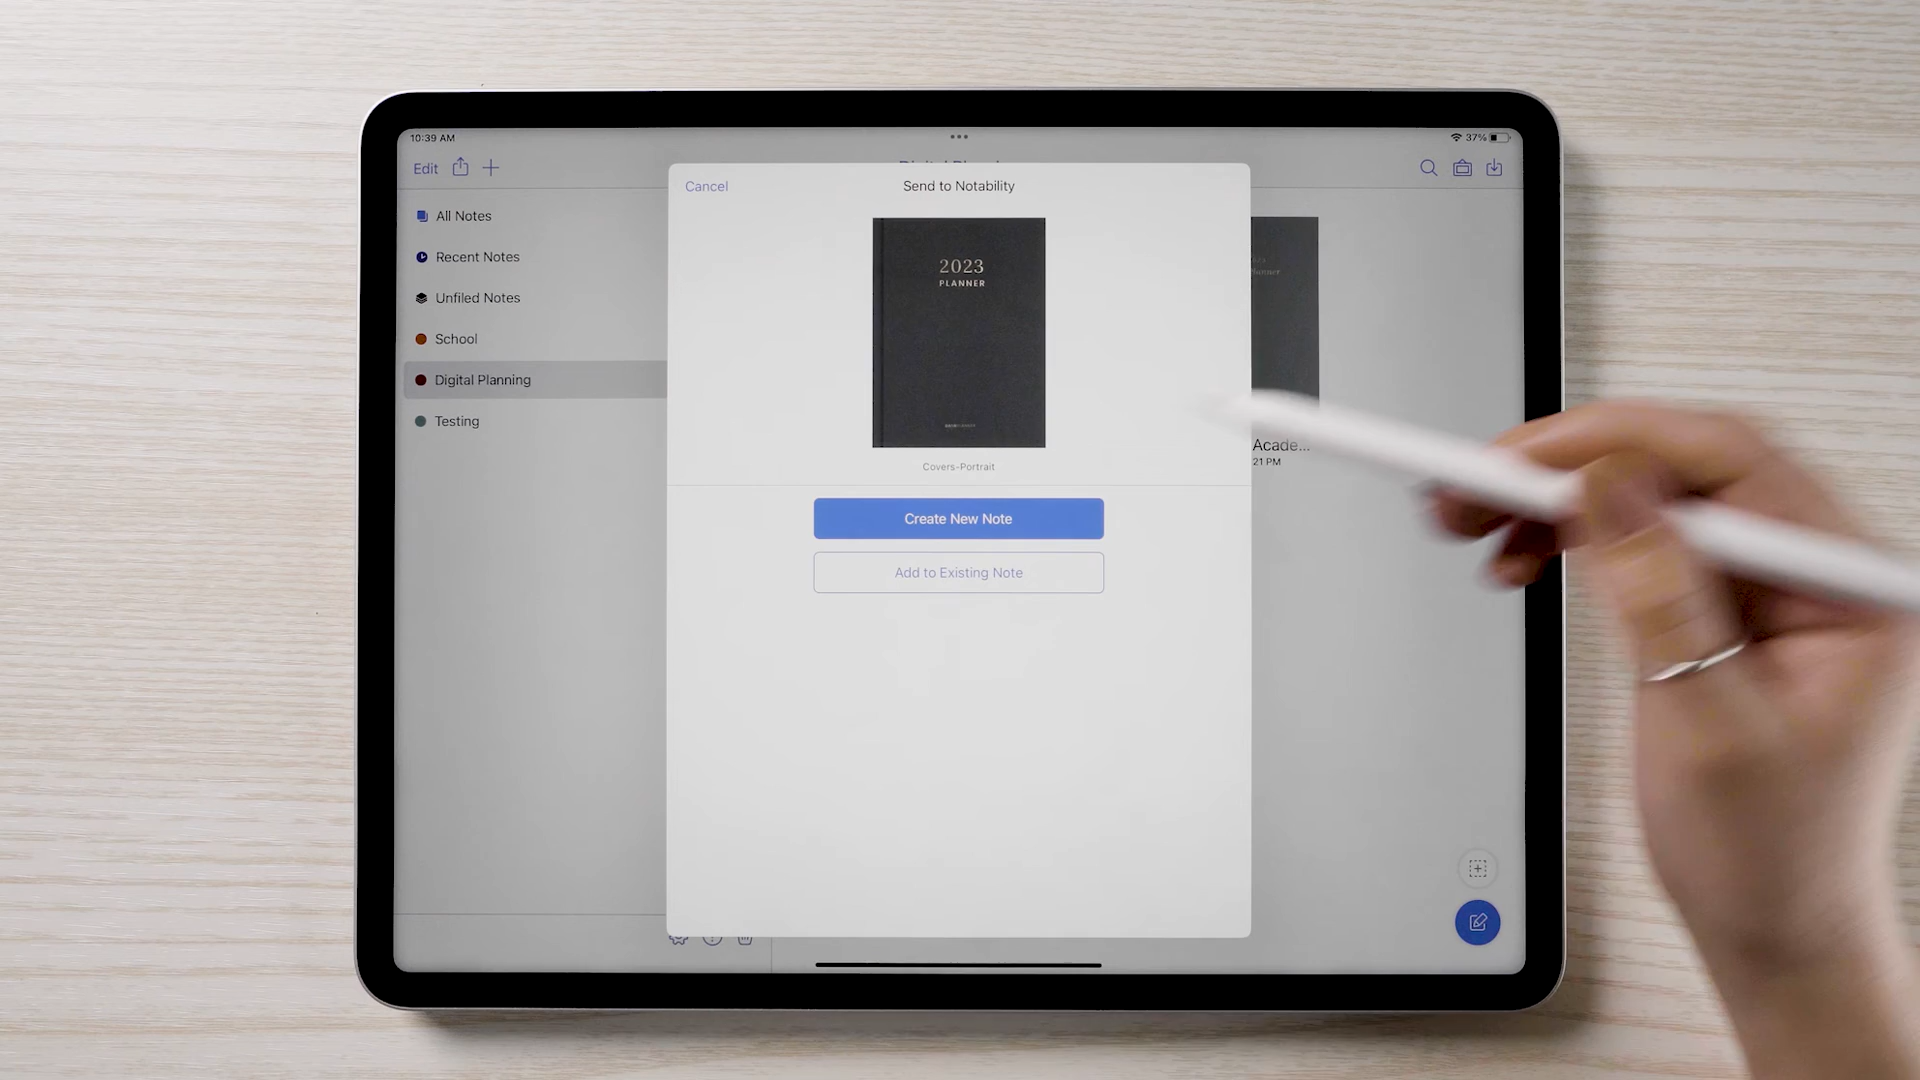 10:39 AM
37%
Edit
Cancel
Send to Notability
All Notes
Recent Notes
Unfiled Notes
School
Digital Planning
Testing
2023
PLANNER
Covers-Portrait
Create New Note
Add to Existing Note
Planner
Acade...
21 PM